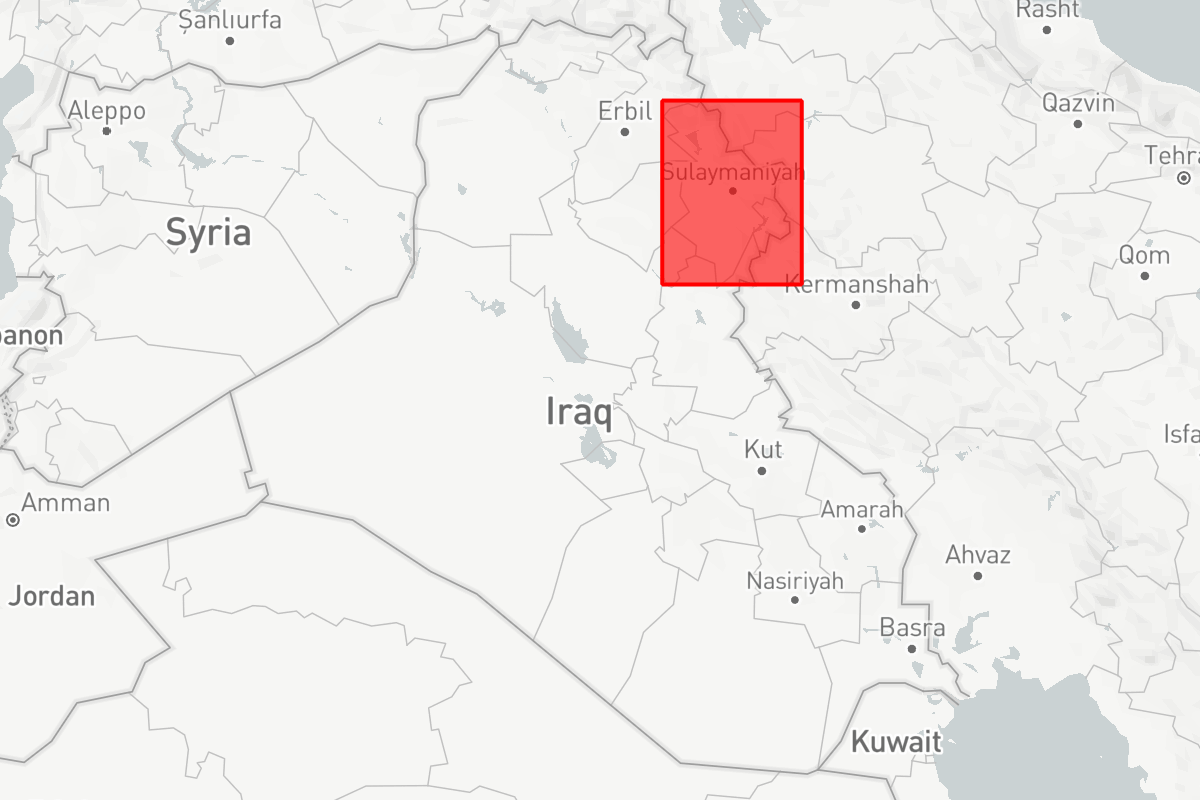 Şanlıurfa
Rasht
Aleppo
Erbil
Qazvin
Tehra
Sulaymaniyah
Syria
Qom
Kermanshah
banon
Iraq
Isfa
Kut
Amman
Amarah
Ahvaz
Nasiriyah
Jordan
Basra
Kuwait